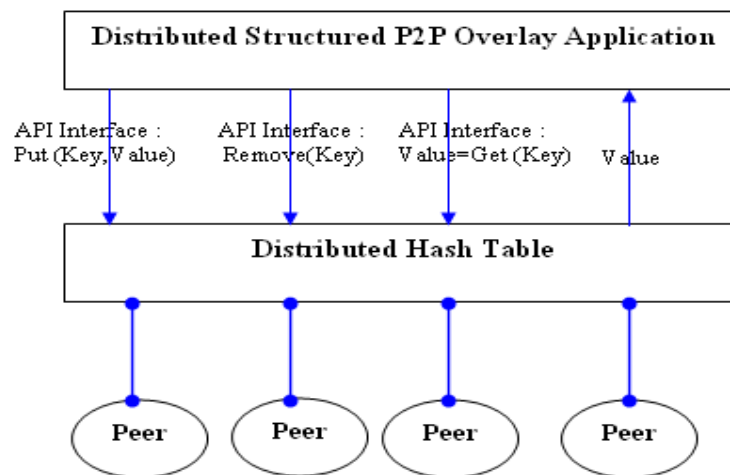 Distributed Structured P2P Overlay Application
API Interface :
Put (Key,Value)
API Interface :
Remove(Key)
API Interface :
Value=Get (Key)
Value
Distributed Hash Table
Peer
Peer
Peer
Peer